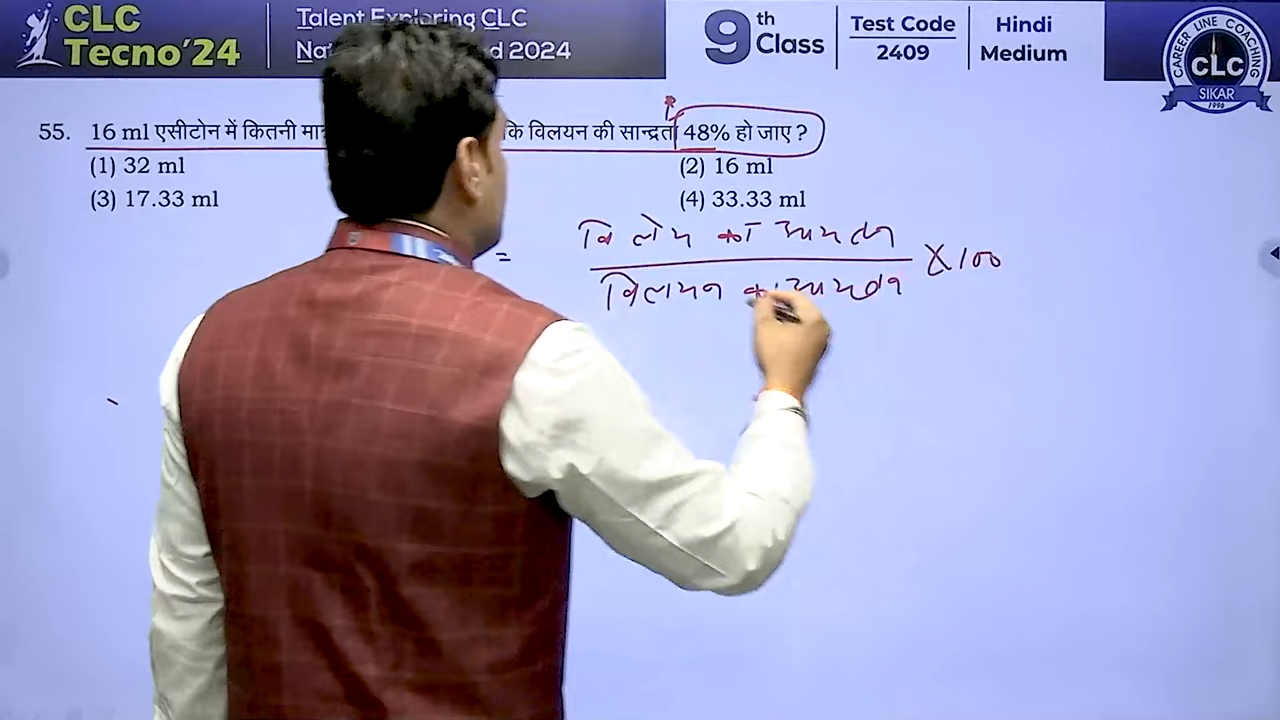 CLC
Tecno'24
Talent Exploring CLC
d 2024
9th Class
Test Code
2409
Hindi
Medium
CAREER LINE COACHING
CLC
SIKAR
1996
55. 16 ml एसीटोन में कितनी कि विलयन की सान्द्रता 48% हो जाए ?
(1) 32 ml (2) 16 ml
(3) 17.33 ml (4) 33.33 ml
= विलेय का आयतन
विलयन का आयतन × 100